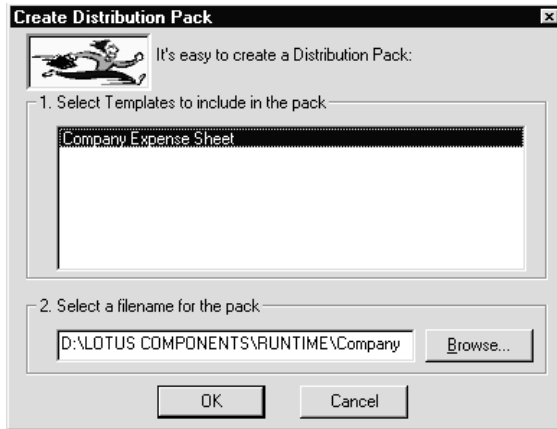 Create Distribution Pack
It's easy to create a Distribution Pack:
1. Select Templates to include in the pack
Company Expense Sheet
2. Select a filename for the pack
D:\LOTUS COMPONENTS\RUNTIME\Company
Browse...
OK
Cancel